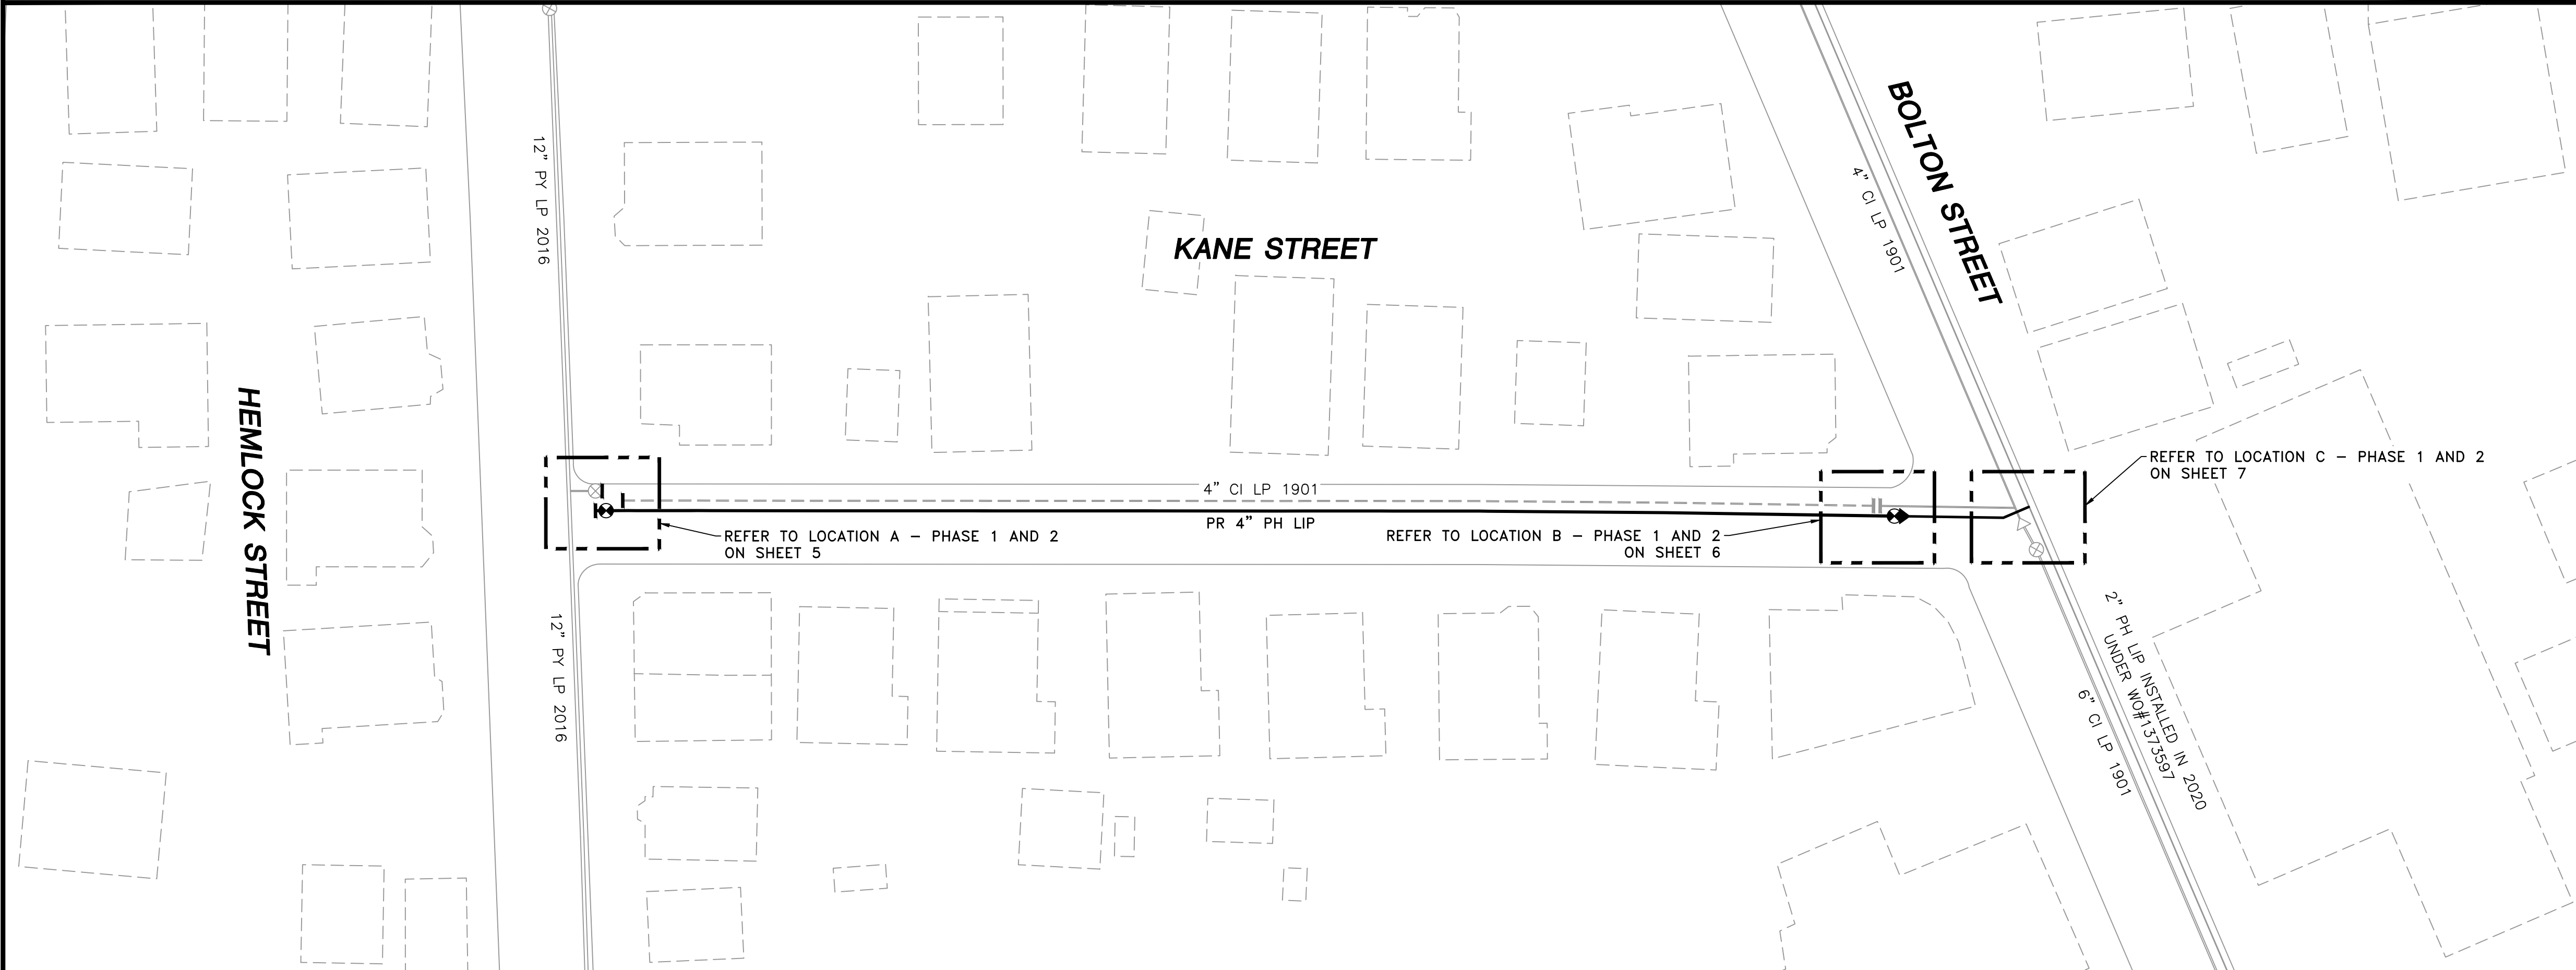 BOLTON STREET
12" PY LP 2016
4" CI LP 1901
KANE STREET
HEMLOCK STREET
REFER TO LOCATION C - PHASE 1 AND 2
ON SHEET 7
4" CI LP 1901
PR 4" PH LIP
REFER TO LOCATION A - PHASE 1 AND 2
ON SHEET 5
REFER TO LOCATION B - PHASE 1 AND 2
ON SHEET 6
12" PY LP 2016
2" PH LIP INSTALLED IN 2020
UNDER WO#1373597
6" CI LP 1901